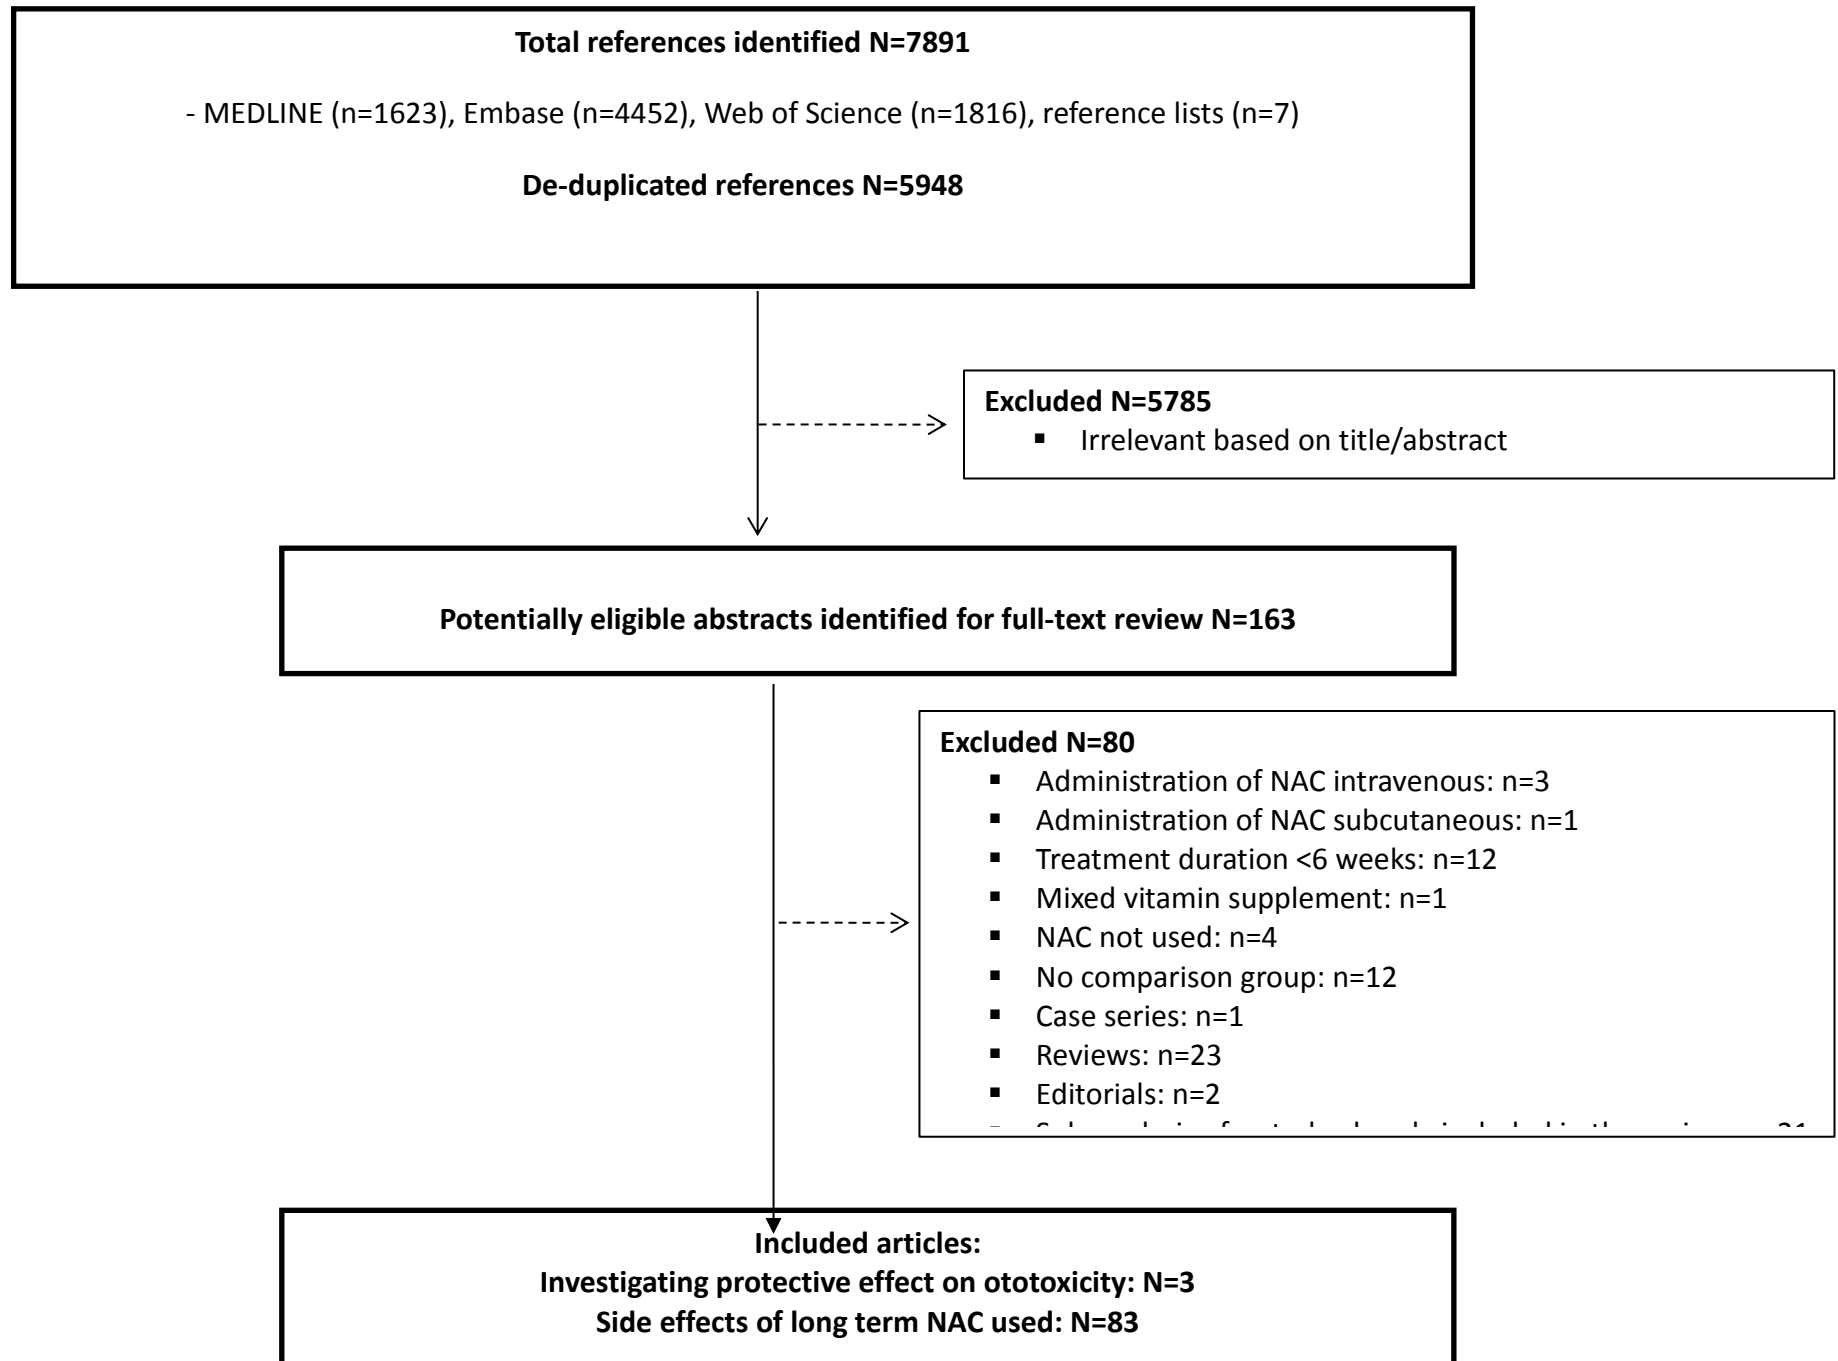 Total references identified N=7891
- MEDLINE (n=1623), Embase (n=4452), Web of Science (n=1816), reference lists (n=7)
De-duplicated references N=5948
Excluded N=5785
▪ Irrelevant based on title/abstract
Potentially eligible abstracts identified for full-text review N=163
Excluded N=80
▪ Administration of NAC intravenous: n=3
▪ Administration of NAC subcutaneous: n=1
▪ Treatment duration <6 weeks: n=12
▪ Mixed vitamin supplement: n=1
▪ NAC not used: n=4
▪ No comparison group: n=12
▪ Case series: n=1
▪ Reviews: n=23
▪ Editorials: n=2
Included articles:
Investigating protective effect on ototoxicity: N=3
Side effects of long term NAC used: N=83